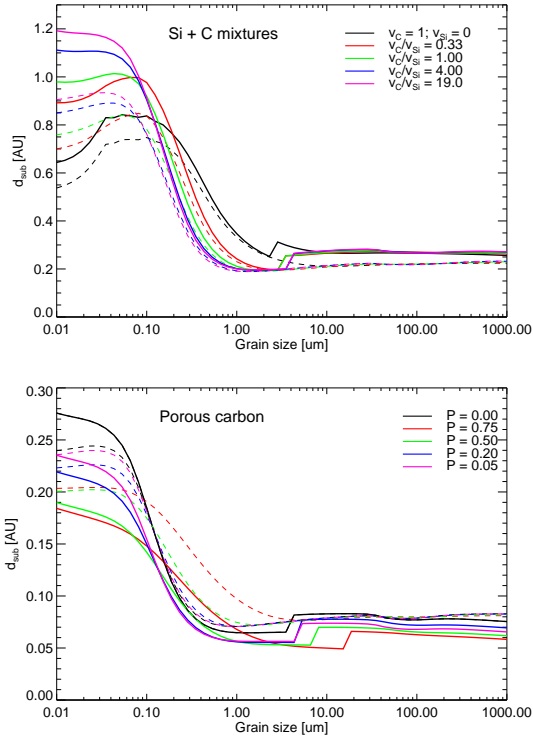 Si + C mixtures
v_C = 1; v_Si = 0
v_C/v_Si = 0.33
v_C/v_Si = 1.00
v_C/v_Si = 4.00
v_C/v_Si = 19.0
1.2
1.0
0.8
0.6
0.4
0.2
0.0
d_sub [AU]
0.01 0.10 1.00 10.00 100.00 1000.00
Grain size [um]
Porous carbon
P = 0.00
P = 0.75
P = 0.50
P = 0.20
P = 0.05
0.30
0.25
0.20
0.15
0.10
0.05
0.00
d_sub [AU]
0.01 0.10 1.00 10.00 100.00 1000.00
Grain size [um]